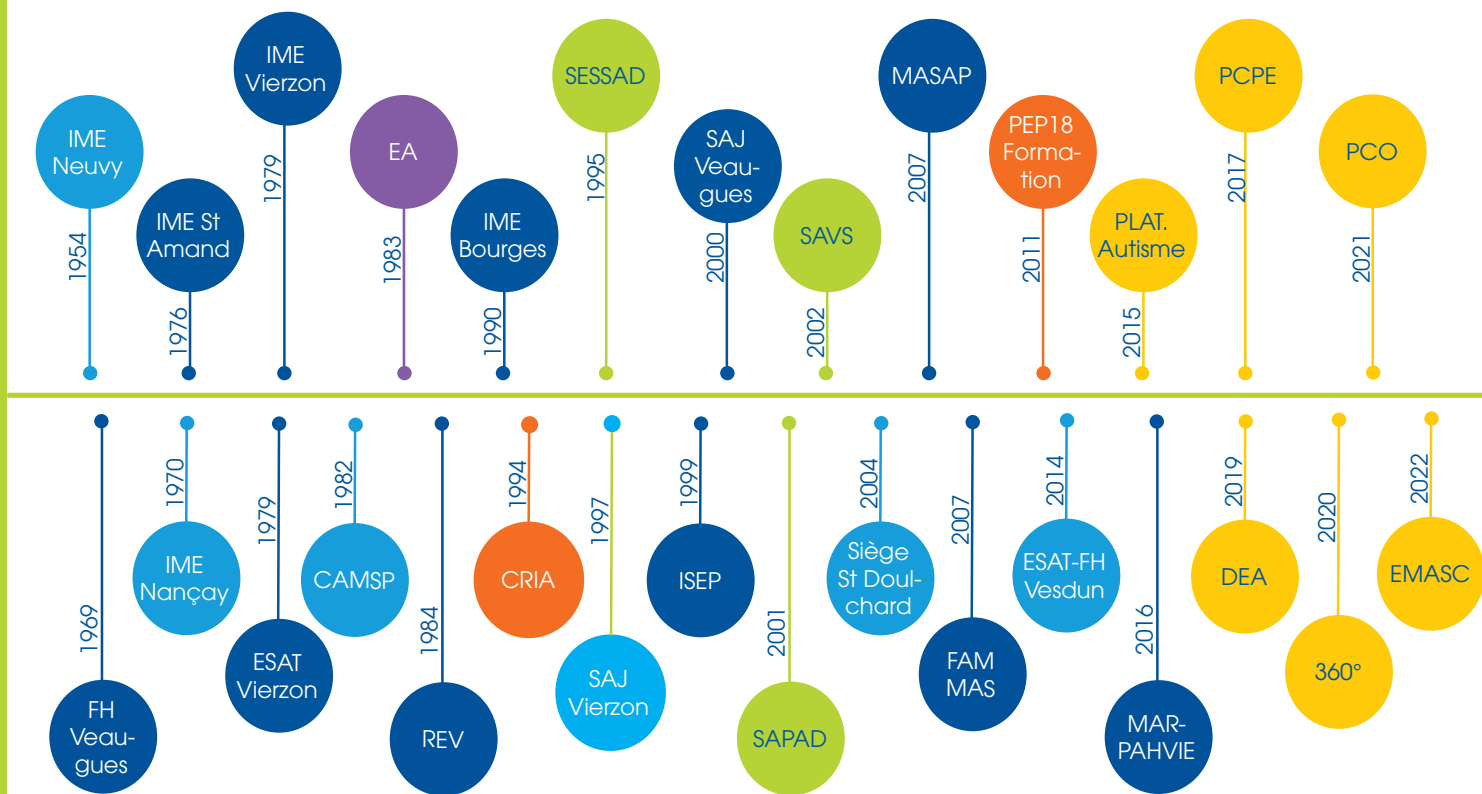 IME
Neuvy
1954
IME St
Amand
1976
IME
Vierzon
1979
EA
1983
IME
Bourges
1990
SESSAD
1995
SAJ
Veau-
gues
2000
SAVS
2002
MASAP
2007
PEP18
Forma-
tion
2011
PLAT.
Autisme
2015
PCPE
2017
PCO
2021
1969
FH
Veau-
gues
1970
IME
Nançay
1979
ESAT
Vierzon
1982
CAMSP
1984
REV
1994
CRIA
1997
SAJ
Vierzon
1999
ISEP
2001
SAPAD
2004
Siège
St Doul-
chard
2007
FAM
MAS
2014
ESAT-FH
Vesdun
2016
MAR-
PAHVIE
2019
DEA
2020
360°
2022
EMASC